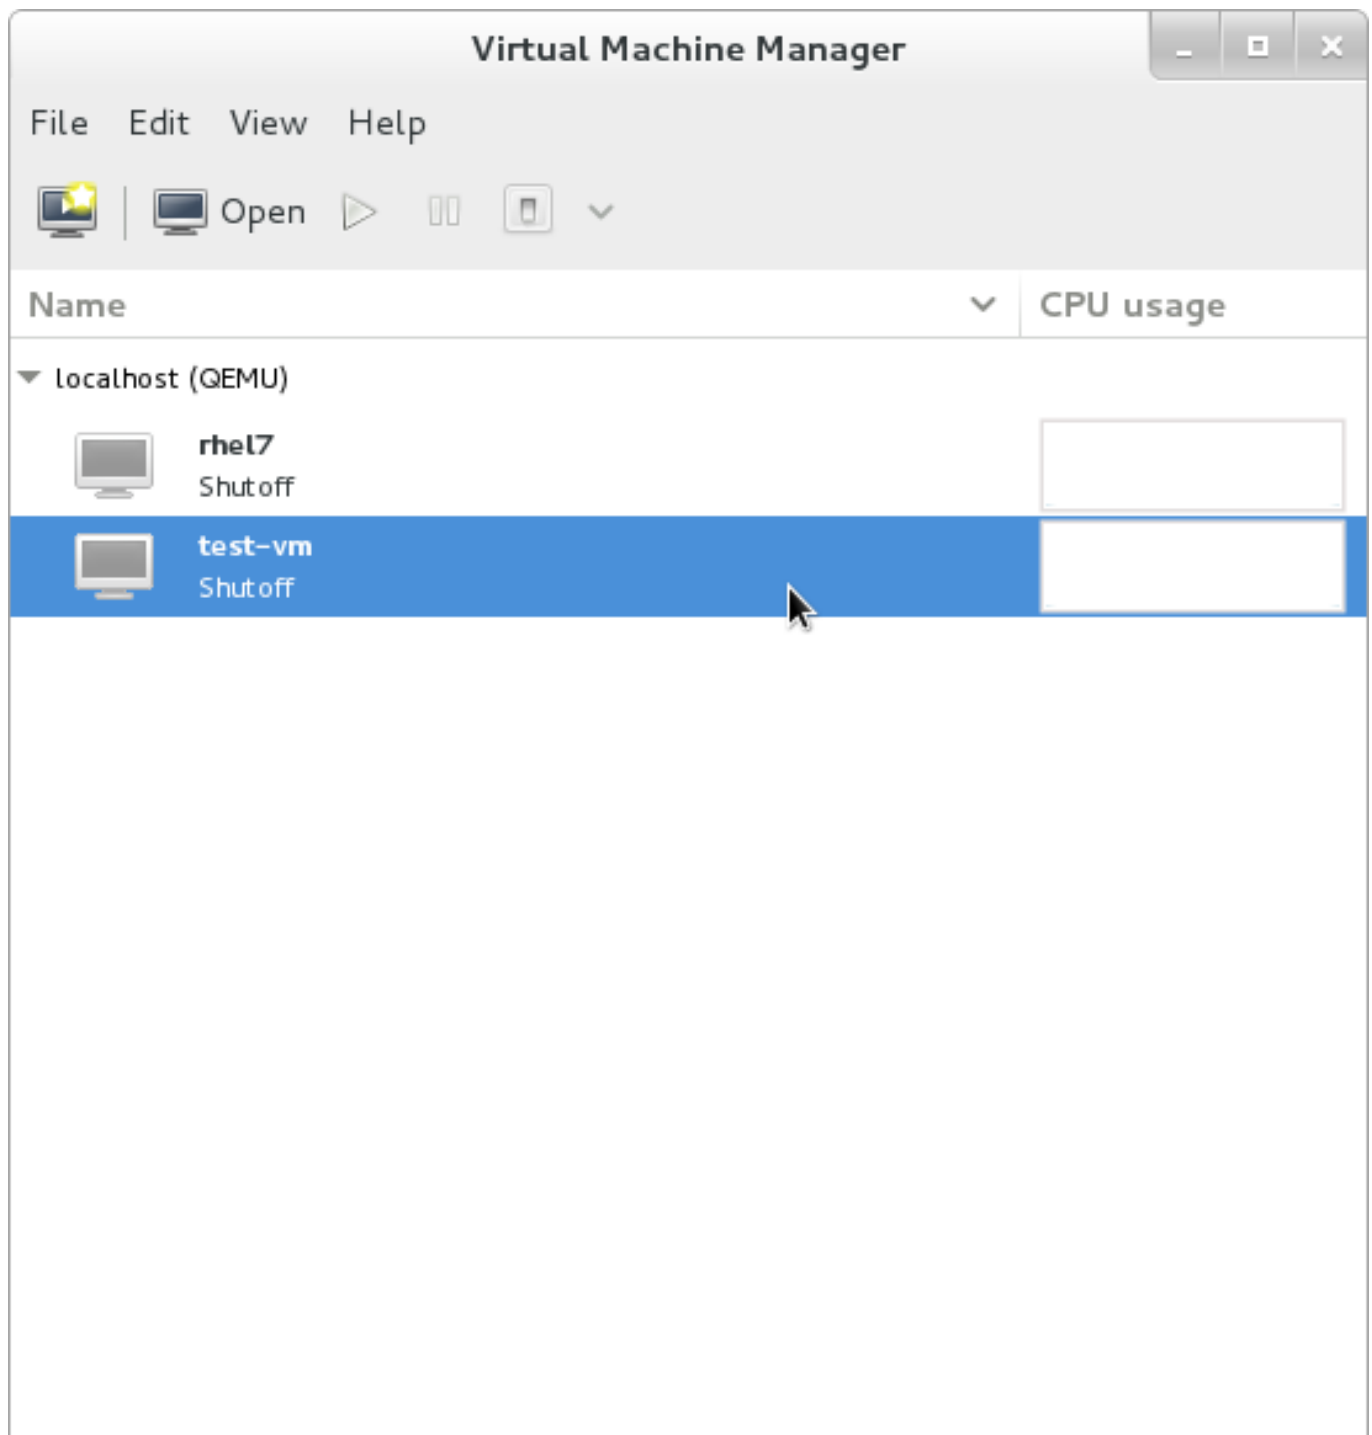 Virtual Machine Manager
File Edit View Help
Open
Name CPU usage
localhost (QEMU)
rhel7
Shutoff
test-vm
Shutoff